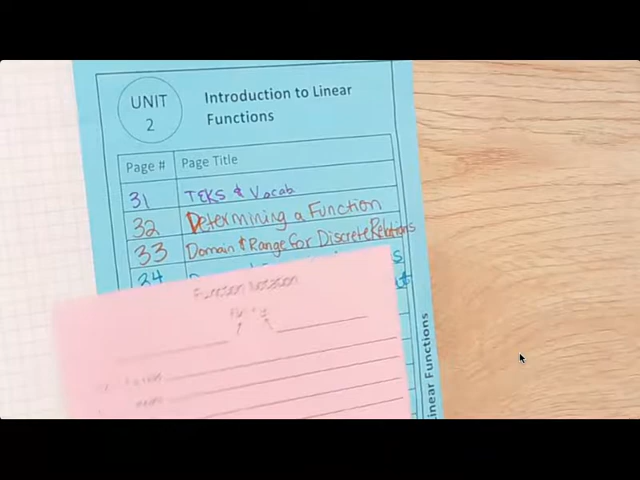 UNIT
2
Introduction to Linear
Functions
Page #
Page Title
31
TEKS & Vocab
32
Determining a Function
33
Domain & Range for Discrete Relations
34
Function Notation
Linear Functions